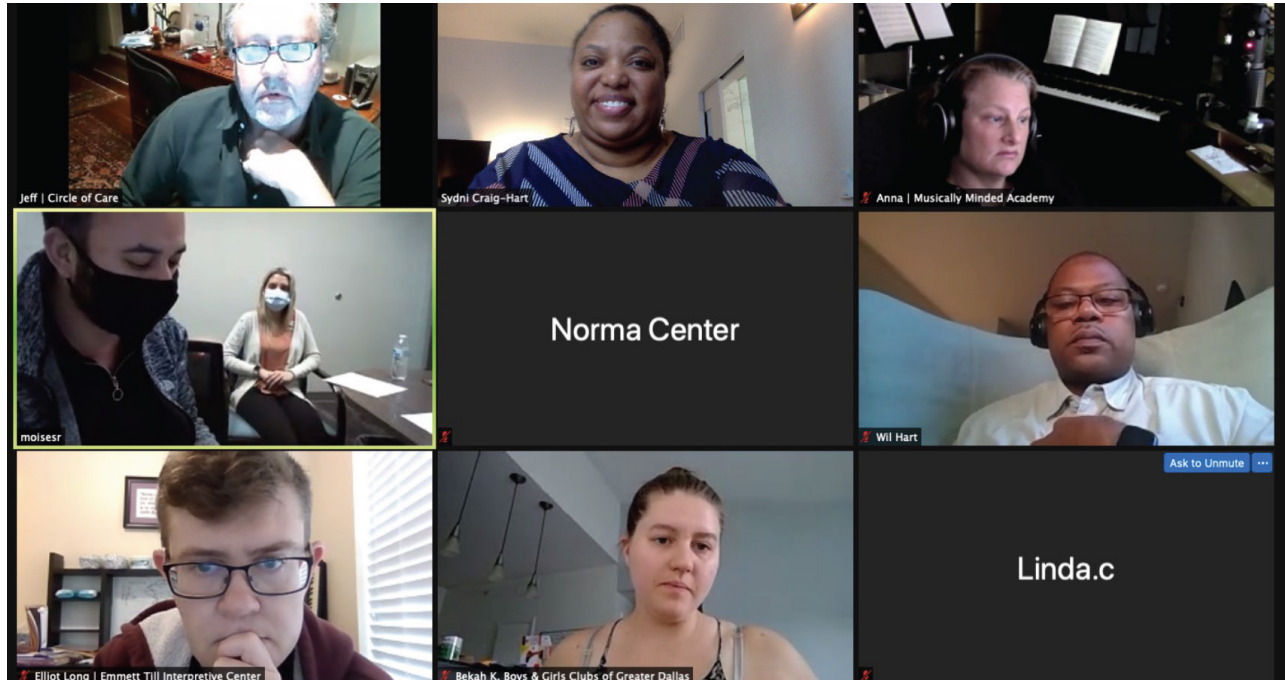 Jeff | Circle of Care
Sydni Craig-Hart
Anna | Musically Minded Academy
moisesr
Norma Center
Wil Hart
Ask to Unmute
Elliot Long | Emmett Till Interpretive Center
Bekah K. Boys & Girls Clubs of Greater Dallas
Linda.c